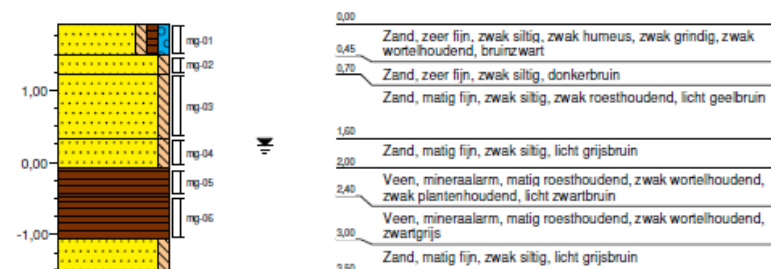 0,00
Zand, zeer fijn, zwak siltig, zwak humeus, zwak grindig, zwak
wortelhoudend, bruinzwart
0,45
Zand, zeer fijn, zwak siltig, donkerbruin
0,70
Zand, matig fijn, zwak siltig, zwak roesthoudend, licht geelbruin
1,60
Zand, matig fijn, zwak siltig, licht grijsbruin
2,00
Veen, mineraalarm, matig roesthoudend, zwak wortelhoudend,
zwak plantenhoudend, licht zwartbruin
2,40
Veen, mineraalarm, matig roesthoudend, zwak wortelhoudend,
zwartgrijs
3,00
Zand, matig fijn, zwak siltig, licht grijsbruin
3,50
mg-01
mg-02
mg-03
mg-04
mg-05
mg-06
1,00
0,00
-1,00